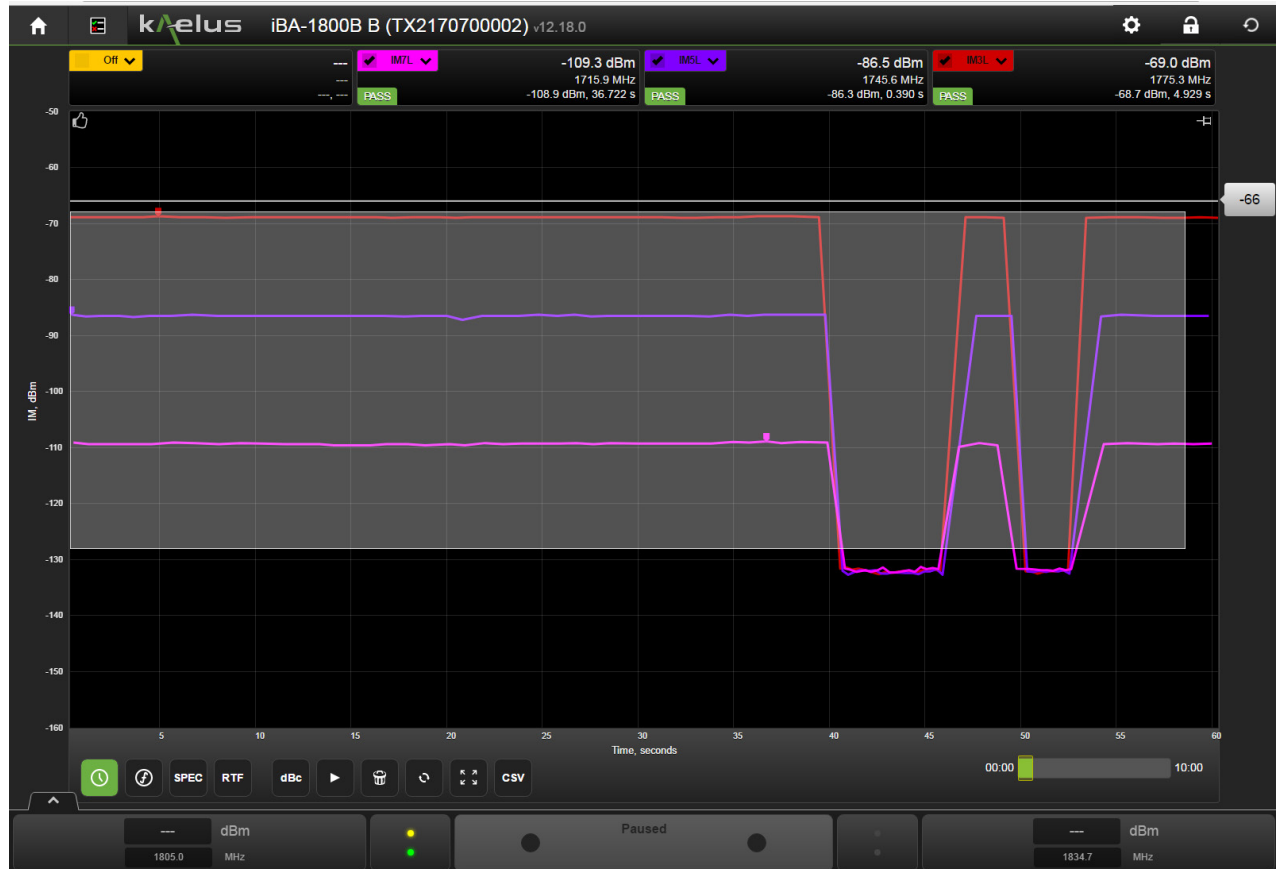 kaelus iBA-1800B B (TX2170700002) v12.18.0
Off --- IM7L -109.3 dBm IM5L -86.5 dBm IM3L -69.0 dBm
--- 1715.9 MHz 1745.6 MHz 1775.3 MHz
---, --- PASS -108.9 dBm, 36.722 s PASS -86.3 dBm, 0.390 s PASS -68.7 dBm, 4.929 s
-50
-60
-66
-70
-80
-90
-100
IM, dBm
-110
-120
-130
-140
-150
-160
5 10 15 20 25 30 35 40 45 50 55 60
Time, seconds
SPEC RTF dBc CSV 00:00 10:00
--- dBm Paused --- dBm
1805.0 MHz 1834.7 MHz